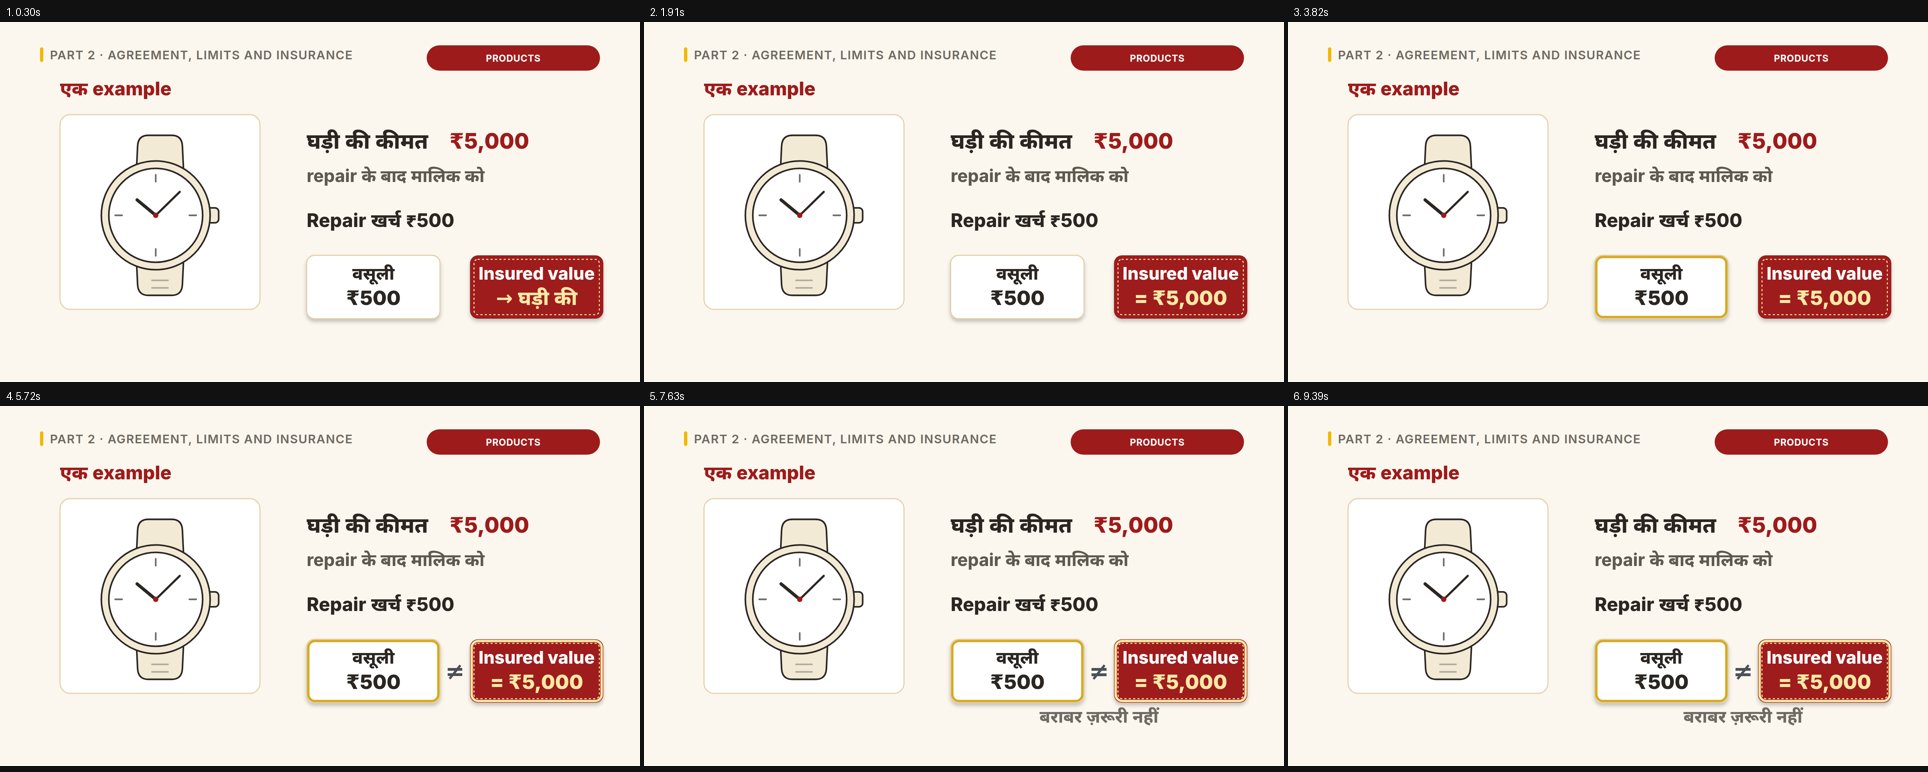 1. 0.30s
PART 2 · AGREEMENT, LIMITS AND INSURANCE
PRODUCTS
एक example
घड़ी की कीमत ₹5,000
repair के बाद मालिक को
Repair खर्च ₹500
वसूली
₹500
Insured value
→ घड़ी की
2. 1.91s
PART 2 · AGREEMENT, LIMITS AND INSURANCE
PRODUCTS
एक example
घड़ी की कीमत ₹5,000
repair के बाद मालिक को
Repair खर्च ₹500
वसूली
₹500
Insured value
= ₹5,000
3. 3.82s
PART 2 · AGREEMENT, LIMITS AND INSURANCE
PRODUCTS
एक example
घड़ी की कीमत ₹5,000
repair के बाद मालिक को
Repair खर्च ₹500
वसूली
₹500
Insured value
= ₹5,000
4. 5.72s
PART 2 · AGREEMENT, LIMITS AND INSURANCE
PRODUCTS
एक example
घड़ी की कीमत ₹5,000
repair के बाद मालिक को
Repair खर्च ₹500
वसूली
₹500
≠
Insured value
= ₹5,000
5. 7.63s
PART 2 · AGREEMENT, LIMITS AND INSURANCE
PRODUCTS
एक example
घड़ी की कीमत ₹5,000
repair के बाद मालिक को
Repair खर्च ₹500
वसूली
₹500
≠
Insured value
= ₹5,000
बराबर ज़रूरी नहीं
6. 9.39s
PART 2 · AGREEMENT, LIMITS AND INSURANCE
PRODUCTS
एक example
घड़ी की कीमत ₹5,000
repair के बाद मालिक को
Repair खर्च ₹500
वसूली
₹500
≠
Insured value
= ₹5,000
बराबर ज़रूरी नहीं